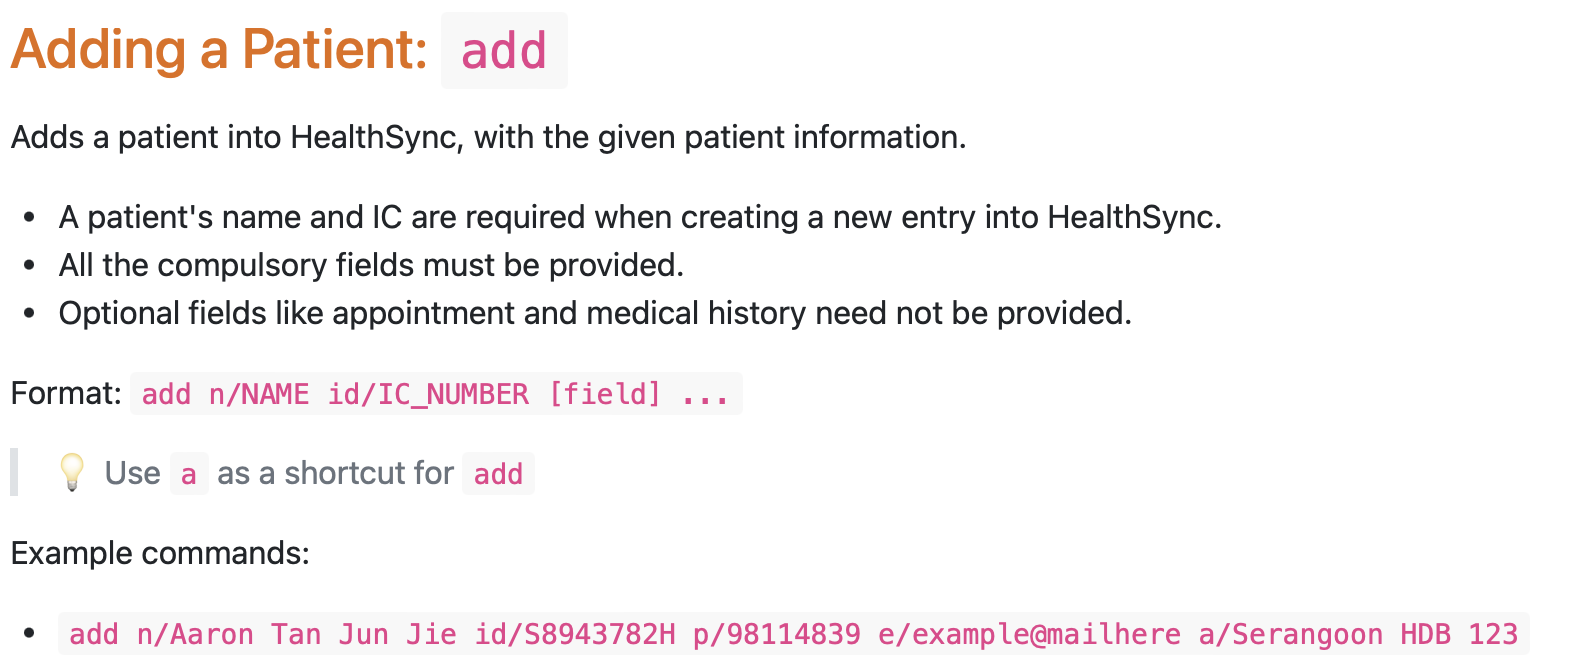 Adding a Patient: add
Adds a patient into HealthSync, with the given patient information.
• A patient's name and IC are required when creating a new entry into HealthSync.
• All the compulsory fields must be provided.
• Optional fields like appointment and medical history need not be provided.
Format: add n/NAME id/IC_NUMBER [field] ...
💡 Use a as a shortcut for add
Example commands:
• add n/Aaron Tan Jun Jie id/S8943782H p/98114839 e/example@mailhere a/Serangoon HDB 123